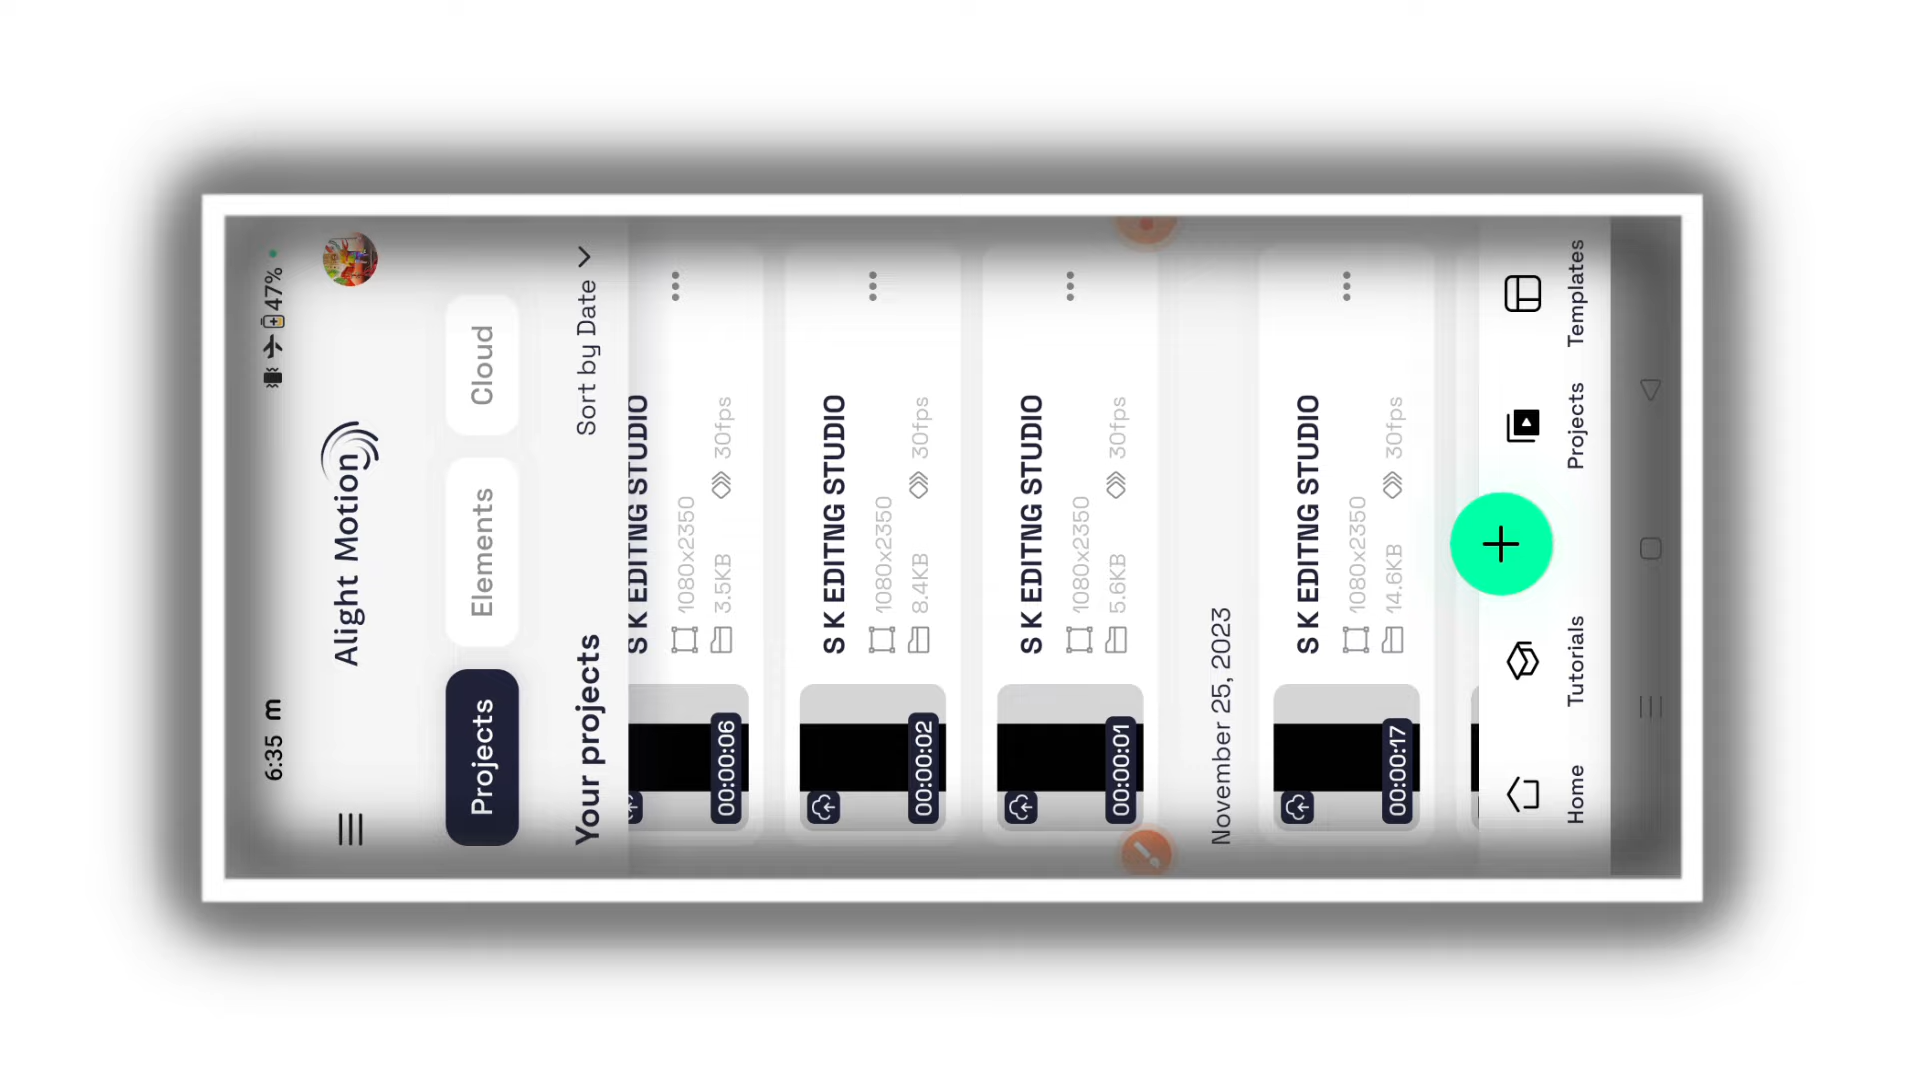 6:35 m 47%
Alight Motion
Projects Elements Cloud
Your projects Sort by Date
S K EDITNG STUDIO
1080x2350
3.5KB 30fps
00:00:06
S K EDITNG STUDIO
1080x2350
8.4KB 30fps
00:00:02
S K EDITNG STUDIO
1080x2350
5.6KB 30fps
00:00:01
November 25, 2023
S K EDITNG STUDIO
1080x2350
14.6KB 30fps
00:00:17
Home Tutorials Projects Templates